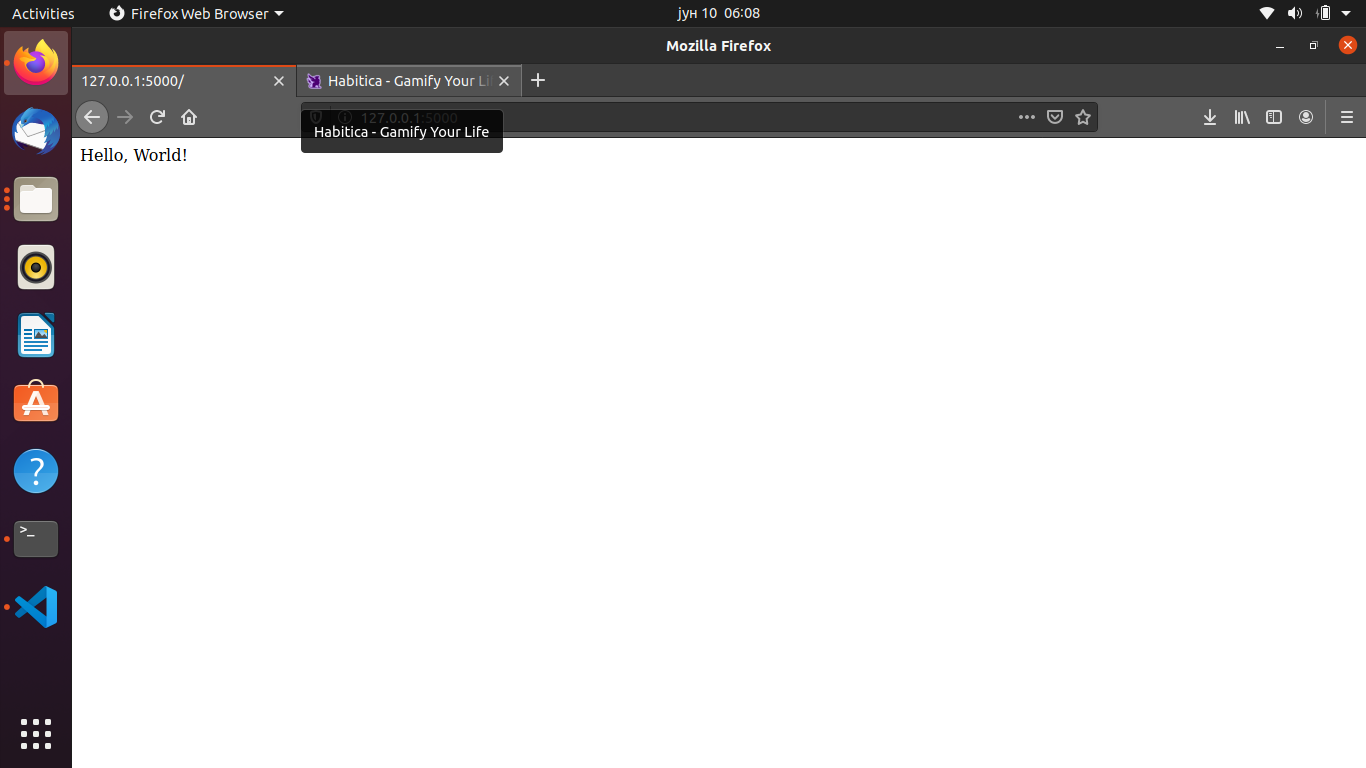 Activities
Firefox Web Browser
јун 10 06:08
Mozilla Firefox
127.0.0.1:5000/
Habitica - Gamify Your Li
127.0.0.1:5000
Habitica - Gamify Your Life
Hello, World!